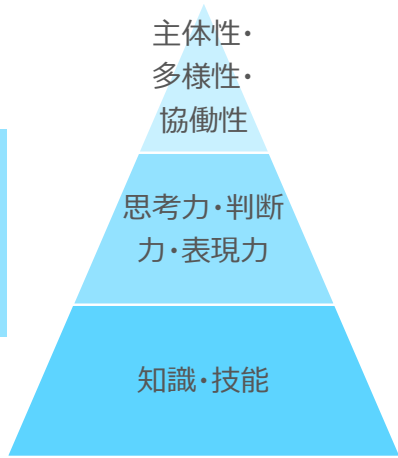 主体性・
多様性・
協働性
思考力・判断
力・表現力
知識・技能